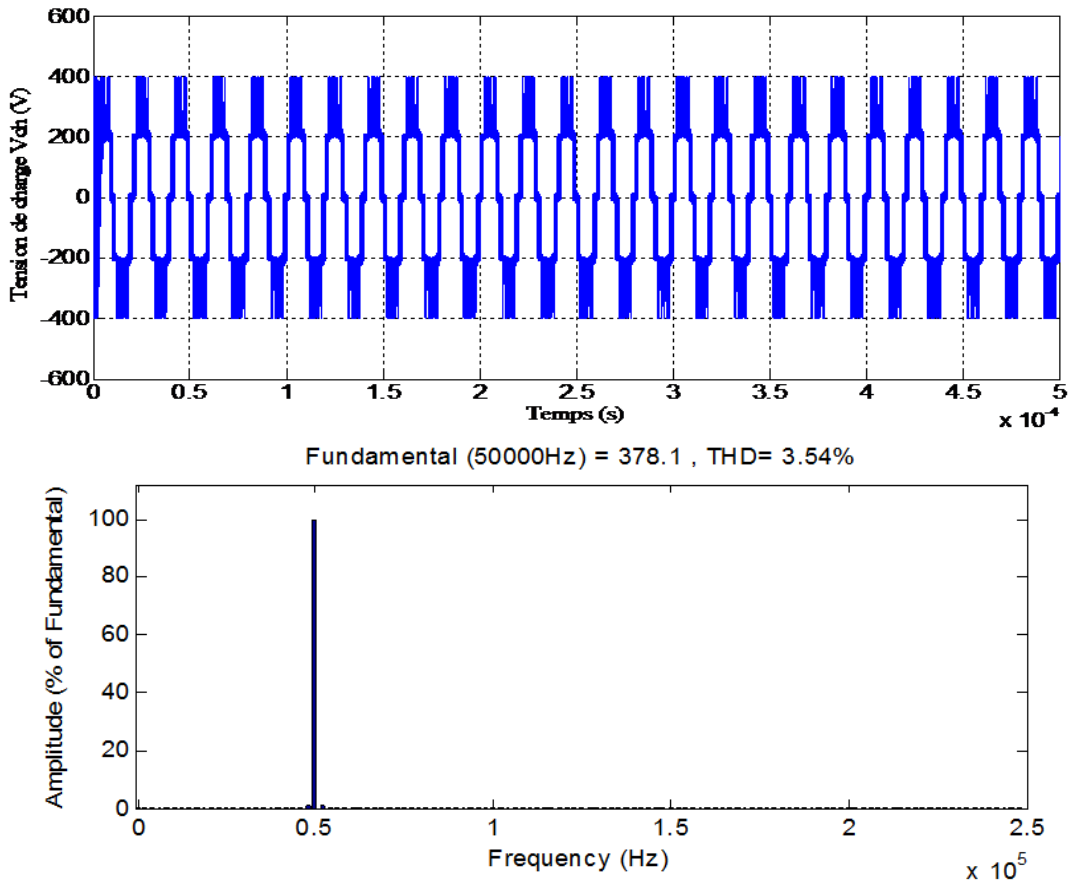 600
400
200
0
-200
-400
-600
Tension de charge Vch (V)
0 0.5 1 1.5 2 2.5 3 3.5 4 4.5 5
Temps (s)
x 10⁻⁴
Fundamental (50000Hz) = 378.1 , THD= 3.54%
100
80
60
40
20
0
Amplitude (% of Fundamental)
0 0.5 1 1.5 2 2.5
Frequency (Hz)
x 10⁵